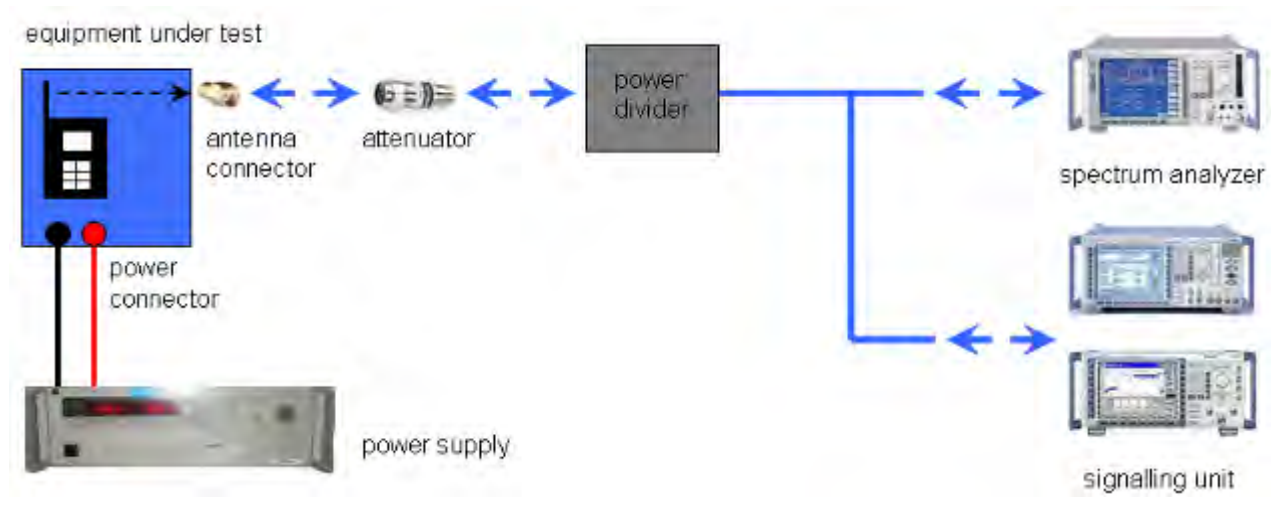 equipment under test
power
divider
antenna
connector
attenuator
spectrum analyzer
power
connector
power supply
signalling unit